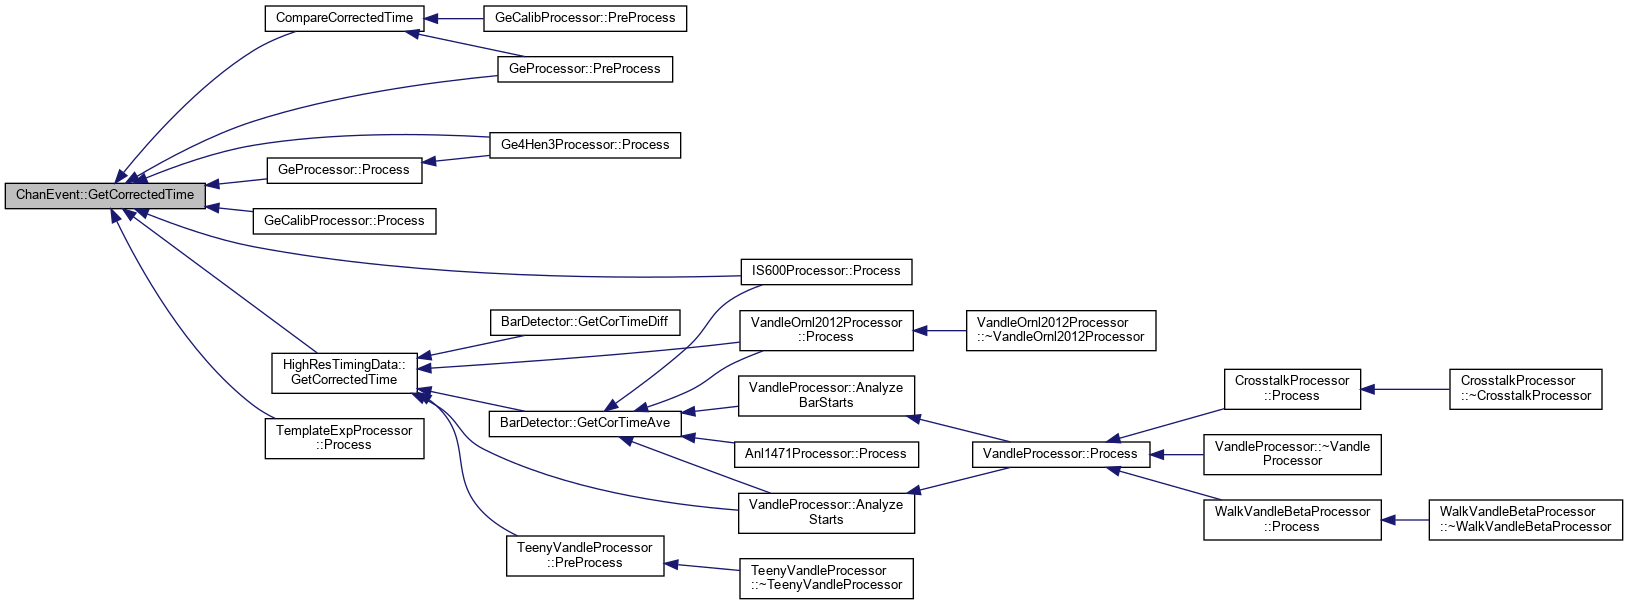 CompareCorrectedTime
GeCalibProcessor::PreProcess
GeProcessor::PreProcess
Ge4Hen3Processor::Process
GeProcessor::Process
ChanEvent::GetCorrectedTime
GeCalibProcessor::Process
IS600Processor::Process
BarDetector::GetCorTimeDiff
VandleOrnl2012Processor
::Process
VandleOrnl2012Processor
::~VandleOrnl2012Processor
HighResTimingData::
GetCorrectedTime
VandleProcessor::Analyze
BarStarts
CrosstalkProcessor
::Process
CrosstalkProcessor
::~CrosstalkProcessor
BarDetector::GetCorTimeAve
TemplateExpProcessor
::Process
Anl1471Processor::Process
VandleProcessor::Process
VandleProcessor::~Vandle
Processor
VandleProcessor::Analyze
Starts
WalkVandleBetaProcessor
::Process
WalkVandleBetaProcessor
::~WalkVandleBetaProcessor
TeenyVandleProcessor
::PreProcess
TeenyVandleProcessor
::~TeenyVandleProcessor